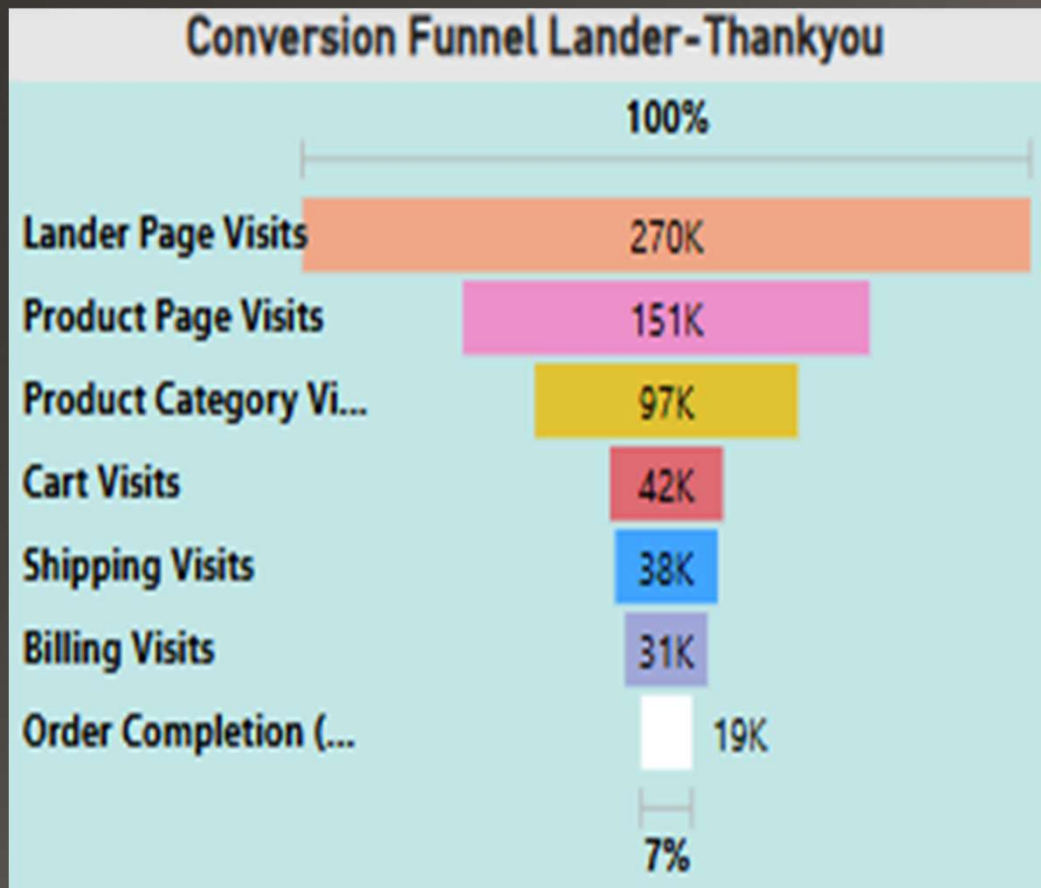 Conversion Funnel Lander-Thankyou
100%
Lander Page Visits 270K
Product Page Visits 151K
Product Category Vi... 97K
Cart Visits 42K
Shipping Visits 38K
Billing Visits 31K
Order Completion (... 19K
7%